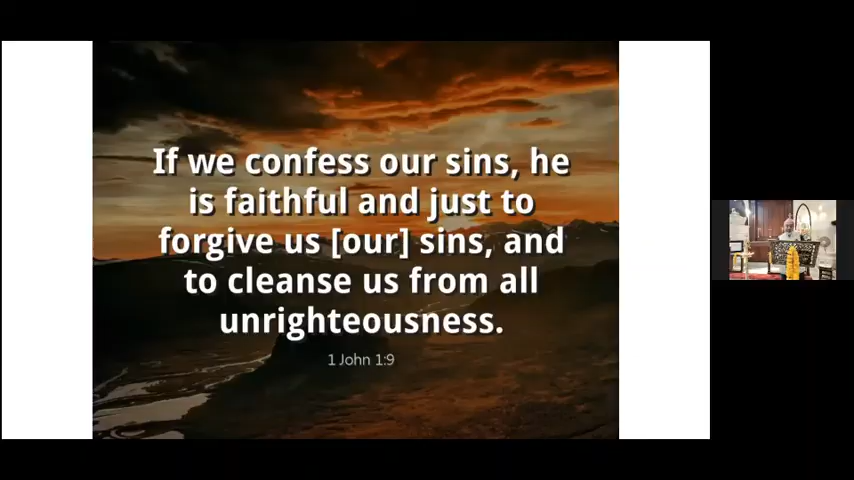 If we confess our sins, he
is faithful and just to
forgive us [our] sins, and
to cleanse us from all
unrighteousness.
1 John 1:9